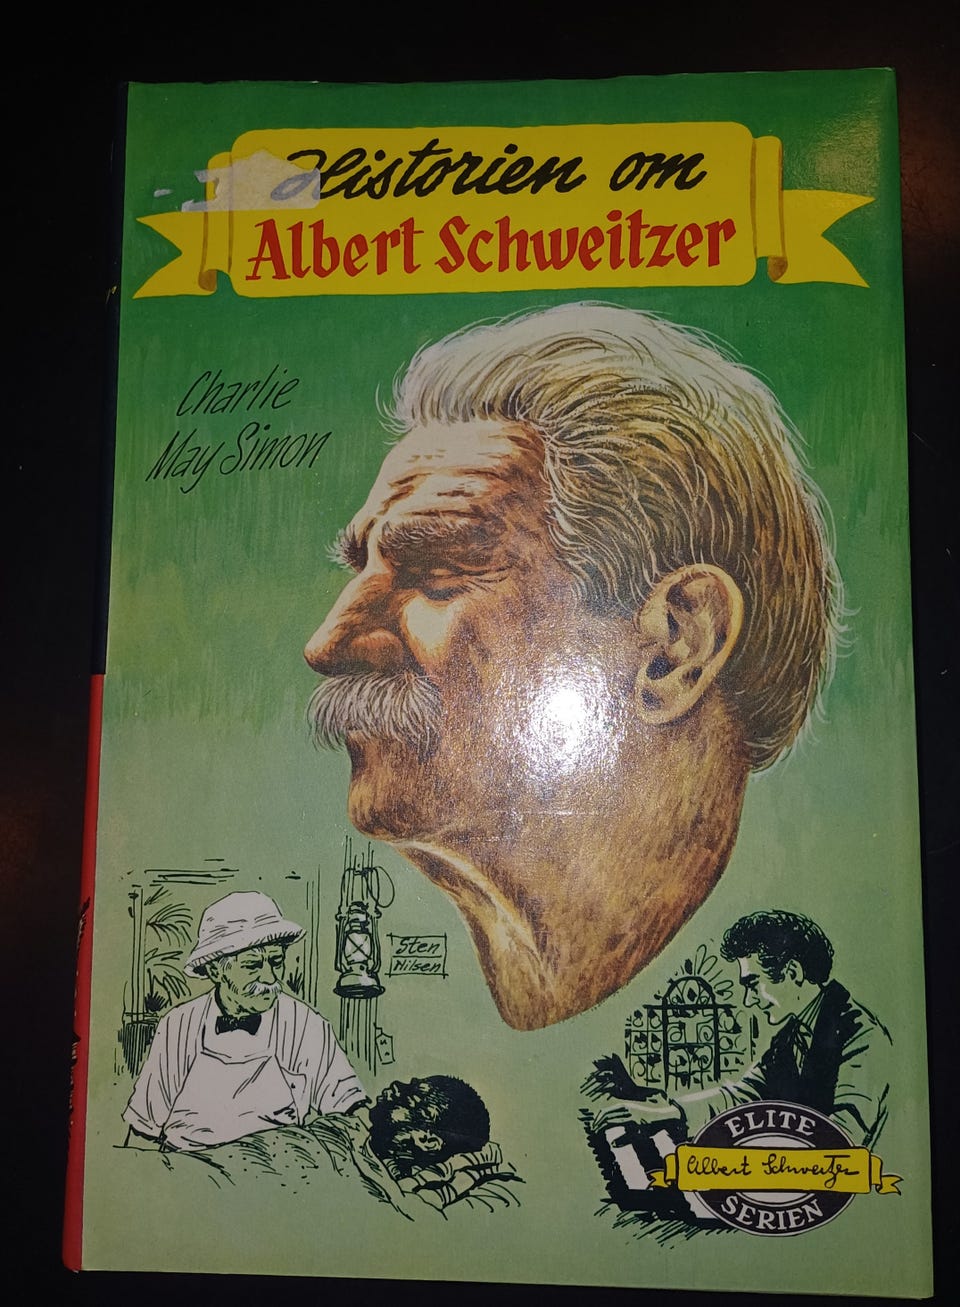 Historien om
Albert Schweitzer
Charlie
May Simon
Sten
Nilsen
ELITE
Albert Schweitzer
SERIEN